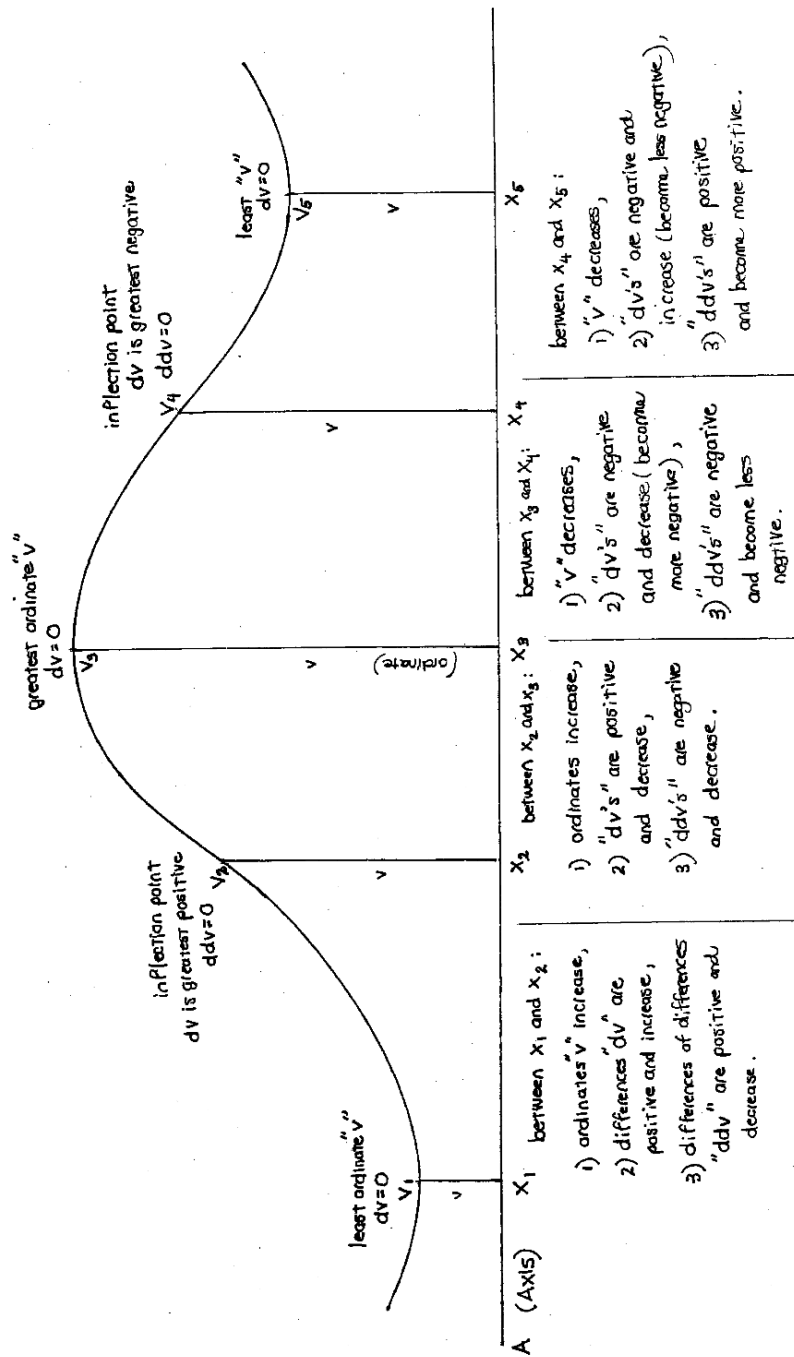 greatest ordinate "v"
dv=0
V3
inflection point
dv is greatest negative
ddv=0
V4
inflection point
dv is greatest positive
ddv=0
V2
least "v"
dv=0
V5
least ordinate "v"
dv=0
V1
v
v
v
(ordinate)
v
v
A (Axis)
X1
X2
X3
X4
X5
between X1 and X2:
1) ordinates "v" increase,
2) differences "dv" are
positive and increase,
3) differences of differences
"ddv" are positive and
decrease.
between X2 and X3:
1) ordinates increase,
2) "dv's" are positive
and decrease,
3) "ddv's" are negative
and decrease.
between X3 and X4:
1) "v" decreases,
2) "dv's" are negative
and decrease (become
more negative),
3) "ddv's" are negative
and become less
negtive.
between X4 and X5:
1) "v" decreases,
2) "dv's" are negative and
increase (become less negative),
3) "ddv's" are positive
and become more positive.